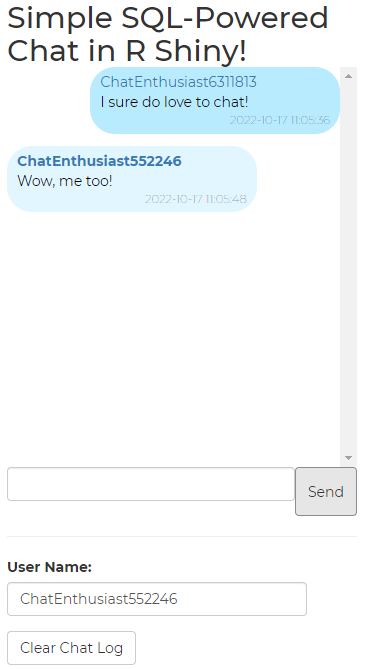 Simple SQL-Powered
Chat in R Shiny!
ChatEnthusiast6311813
I sure do love to chat!
2022-10-17 11:05:36
ChatEnthusiast552246
Wow, me too!
2022-10-17 11:05:48
Send
User Name:
ChatEnthusiast552246
Clear Chat Log